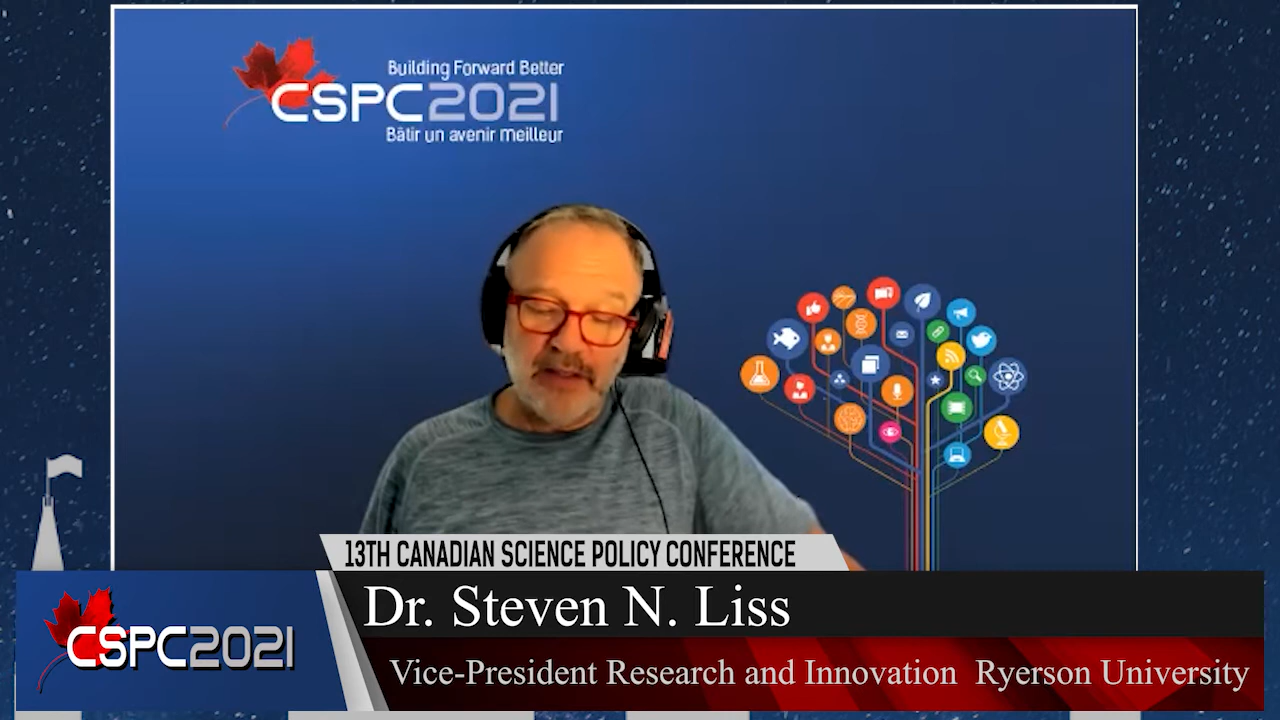 Building Forward Better
CSPC2021
Bâtir un avenir meilleur
13TH CANADIAN SCIENCE POLICY CONFERENCE
Dr. Steven N. Liss
CSPC2021
Vice-President Research and Innovation Ryerson University